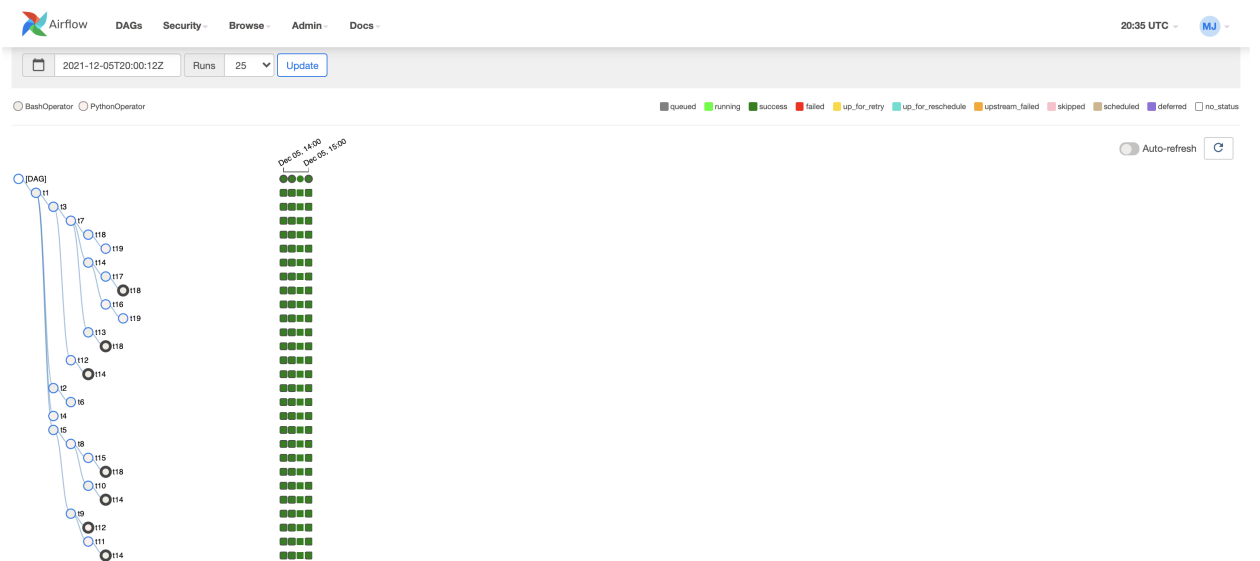 Airflow DAGs Security Browse Admin Docs 20:35 UTC MJ
2021-12-05T20:00:12Z Runs 25 Update
BashOperator PythonOperator queued running success failed up_for_retry up_for_reschedule upstream_failed skipped scheduled deferred no_status
Auto-refresh
Dec 05, 14:00 Dec 05, 15:00
[DAG]
t1
t3
t7
t18
t19
t14
t17
t18
t16
t19
t13
t18
t12
t14
t2
t6
t4
t5
t8
t15
t18
t10
t14
t9
t12
t11
t14